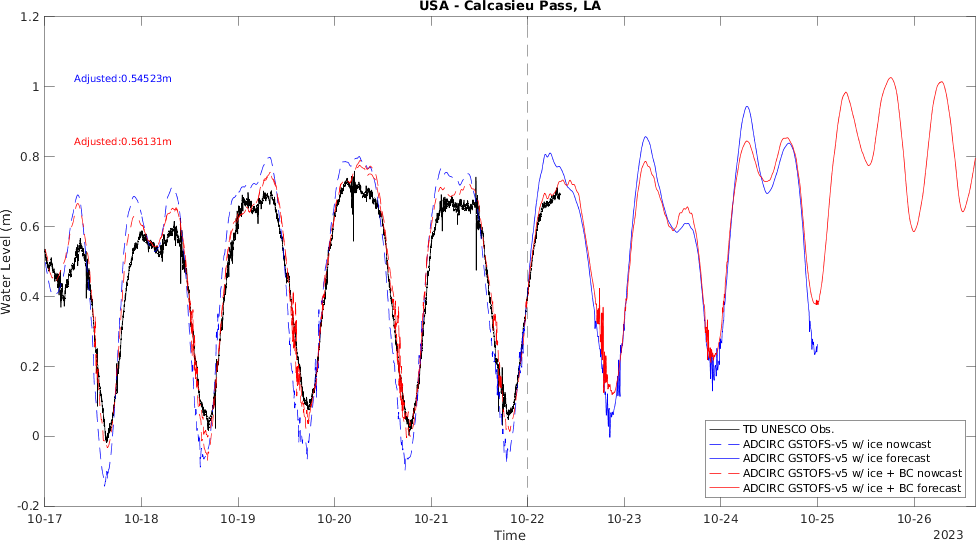 USA - Calcasieu Pass, LA
1.2
1
0.8
0.6
0.4
0.2
0
-0.2
Water Level (m)
Adjusted:0.54523m
Adjusted:0.56131m
TD UNESCO Obs.
ADCIRC GSTOFS-v5 w/ ice nowcast
ADCIRC GSTOFS-v5 w/ ice forecast
ADCIRC GSTOFS-v5 w/ ice + BC nowcast
ADCIRC GSTOFS-v5 w/ ice + BC forecast
10-17 10-18 10-19 10-20 10-21 10-22 10-23 10-24 10-25 10-26
Time
2023